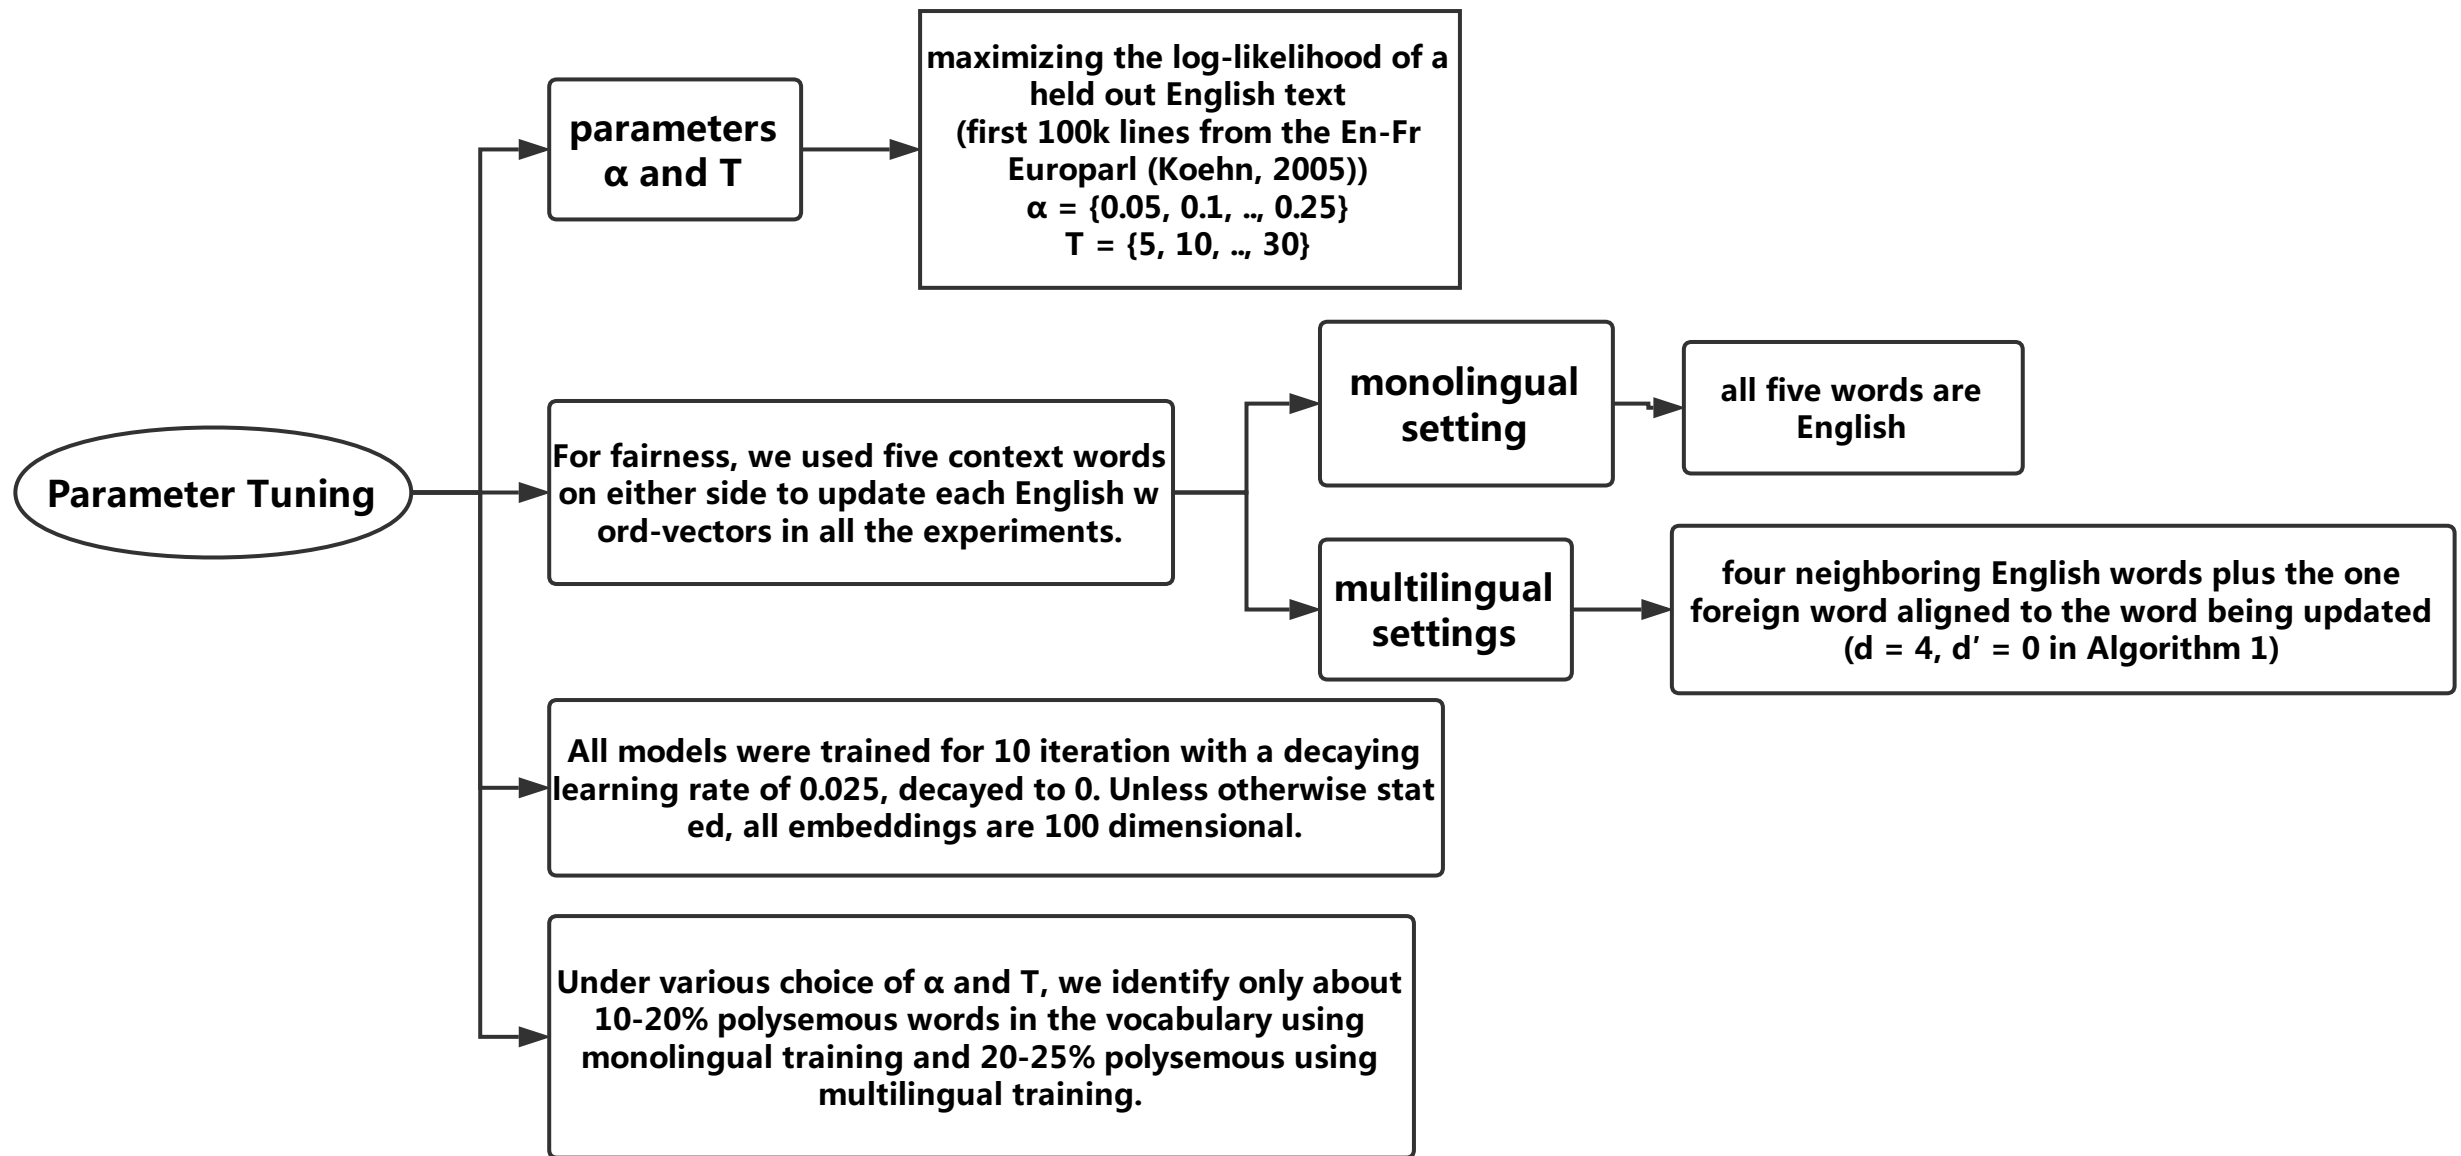 Parameter Tuning
parameters
α and T
maximizing the log-likelihood of a
held out English text
(first 100k lines from the En-Fr
Europarl (Koehn, 2005))
α = {0.05, 0.1, .., 0.25}
T = {5, 10, .., 30}
For fairness, we used five context words
on either side to update each English w
ord-vectors in all the experiments.
monolingual
setting
all five words are
English
multilingual
settings
four neighboring English words plus the one
foreign word aligned to the word being updated
(d = 4, d′ = 0 in Algorithm 1)
All models were trained for 10 iteration with a decaying
learning rate of 0.025, decayed to 0. Unless otherwise stat
ed, all embeddings are 100 dimensional.
Under various choice of α and T, we identify only about
10-20% polysemous words in the vocabulary using
monolingual training and 20-25% polysemous using
multilingual training.